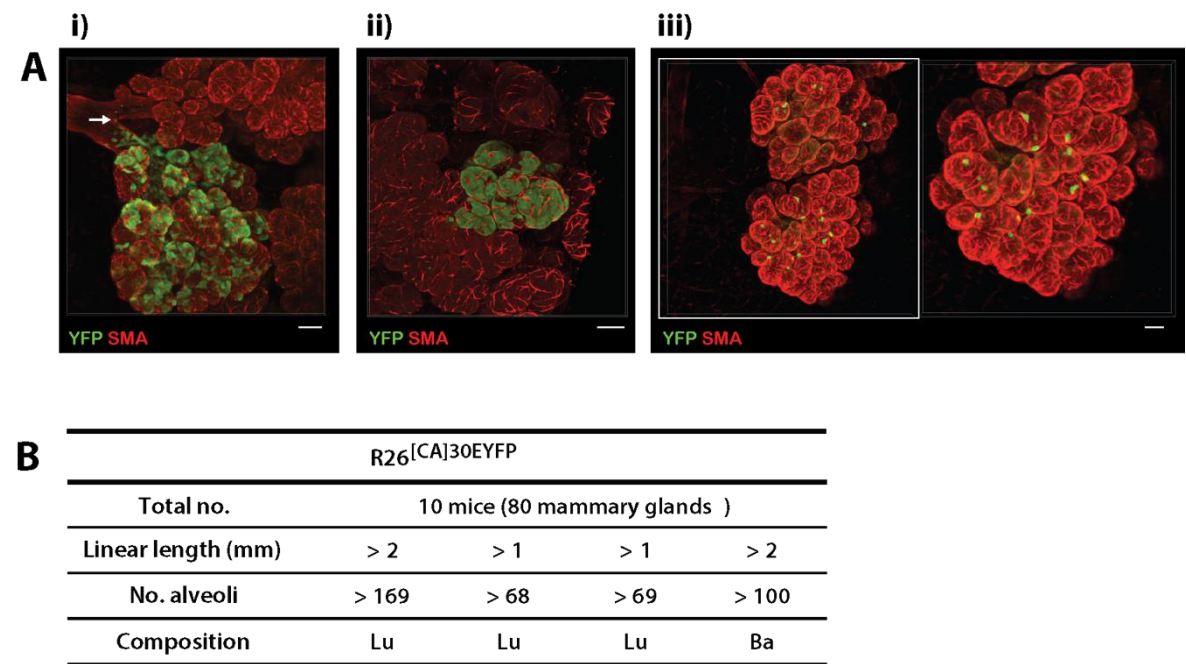 i) ii) iii)
A
YFP SMA YFP SMA YFP SMA
B
R26[CA]30EYFP
Total no. 10 mice (80 mammary glands )
Linear length (mm) > 2 > 1 > 1 > 2
No. alveoli > 169 > 68 > 69 > 100
Composition Lu Lu Lu Ba